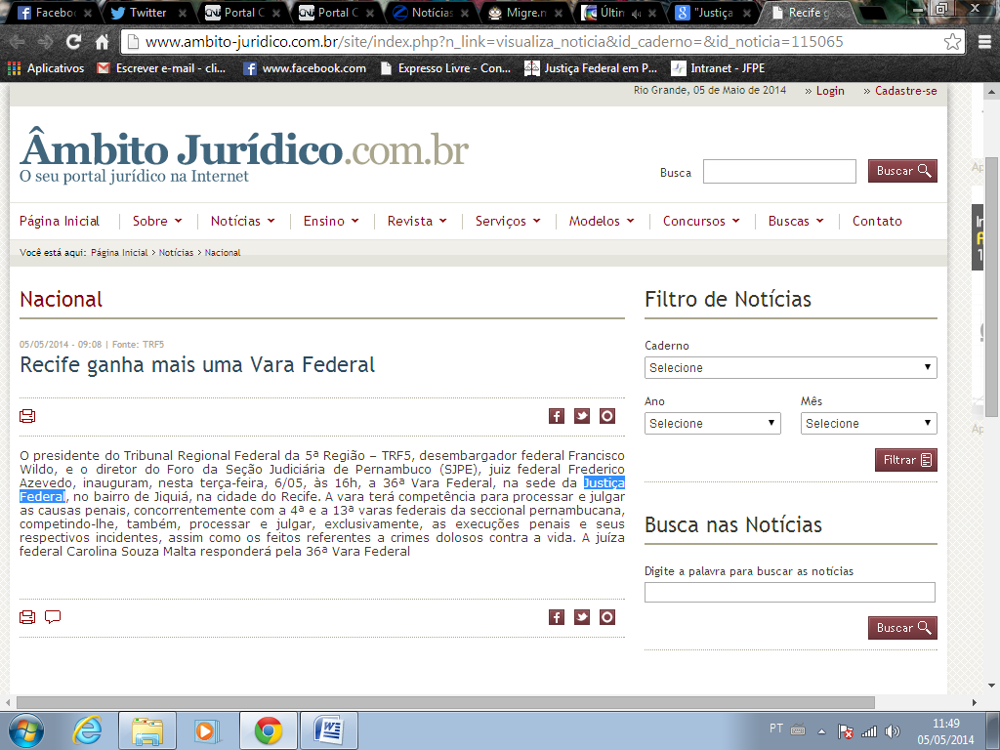 Facebo
Twitter
Portal C
Portal C
Notícias
Migre.n
Últin
"Justiça
Recife g
www.ambito-juridico.com.br/site/index.php?n_link=visualiza_noticia&id_caderno=&id_noticia=115065
Aplicativos
Escrever e-mail - cli...
www.facebook.com
Expresso Livre - Con...
Justiça Federal em P...
Intranet - JFPE
Rio Grande, 05 de Maio de 2014 » Login » Cadastre-se
Âmbito Jurídico.com.br
O seu portal jurídico na Internet
Busca
Buscar
Página Inicial
Sobre
Notícias
Ensino
Revista
Serviços
Modelos
Concursos
Buscas
Contato
Você está aqui: Página Inicial > Notícias > Nacional
Nacional
05/05/2014 - 09:08 | Fonte: TRF5
Recife ganha mais uma Vara Federal
O presidente do Tribunal Regional Federal da 5ª Região – TRF5, desembargador federal Francisco
Wildo, e o diretor do Foro da Seção Judiciária de Pernambuco (SJPE), juiz federal Frederico
Azevedo, inauguram, nesta terça-feira, 6/05, às 16h, a 36ª Vara Federal, na sede da Justiça
Federal, no bairro de Jiquiá, na cidade do Recife. A vara terá competência para processar e julgar
as causas penais, concorrentemente com a 4ª e a 13ª varas federais da seccional pernambucana,
competindo-lhe, também, processar e julgar, exclusivamente, as execuções penais e seus
respectivos incidentes, assim como os feitos referentes a crimes dolosos contra a vida. A juíza
federal Carolina Souza Malta responderá pela 36ª Vara Federal
Filtro de Notícias
Caderno
Selecione
Ano
Mês
Selecione
Selecione
Filtrar
Busca nas Notícias
Digite a palavra para buscar as notícias
Buscar
PT
11:49
05/05/2014